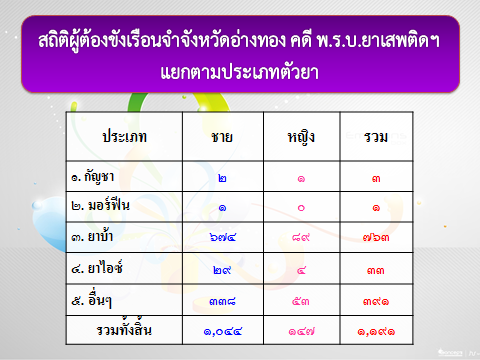 สถิติผู้ต้องขังเรือนจำจังหวัดอ่างทอง คดี พ.ร.บ.ยาเสพติดฯ
แยกตามประเภทตัวยา
ประเภท ชาย หญิง รวม
๑. กัญชา ๒ ๑ ๓
๒. มอร์ฟีน ๑ ๐ ๑
๓. ยาบ้า ๖๗๔ ๘๙ ๗๖๓
๔. ยาไอซ์ ๒๙ ๔ ๓๓
๕. อื่นๆ ๓๓๘ ๕๓ ๓๙๑
รวมทั้งสิ้น ๑,๐๔๔ ๑๔๗ ๑,๑๙๑